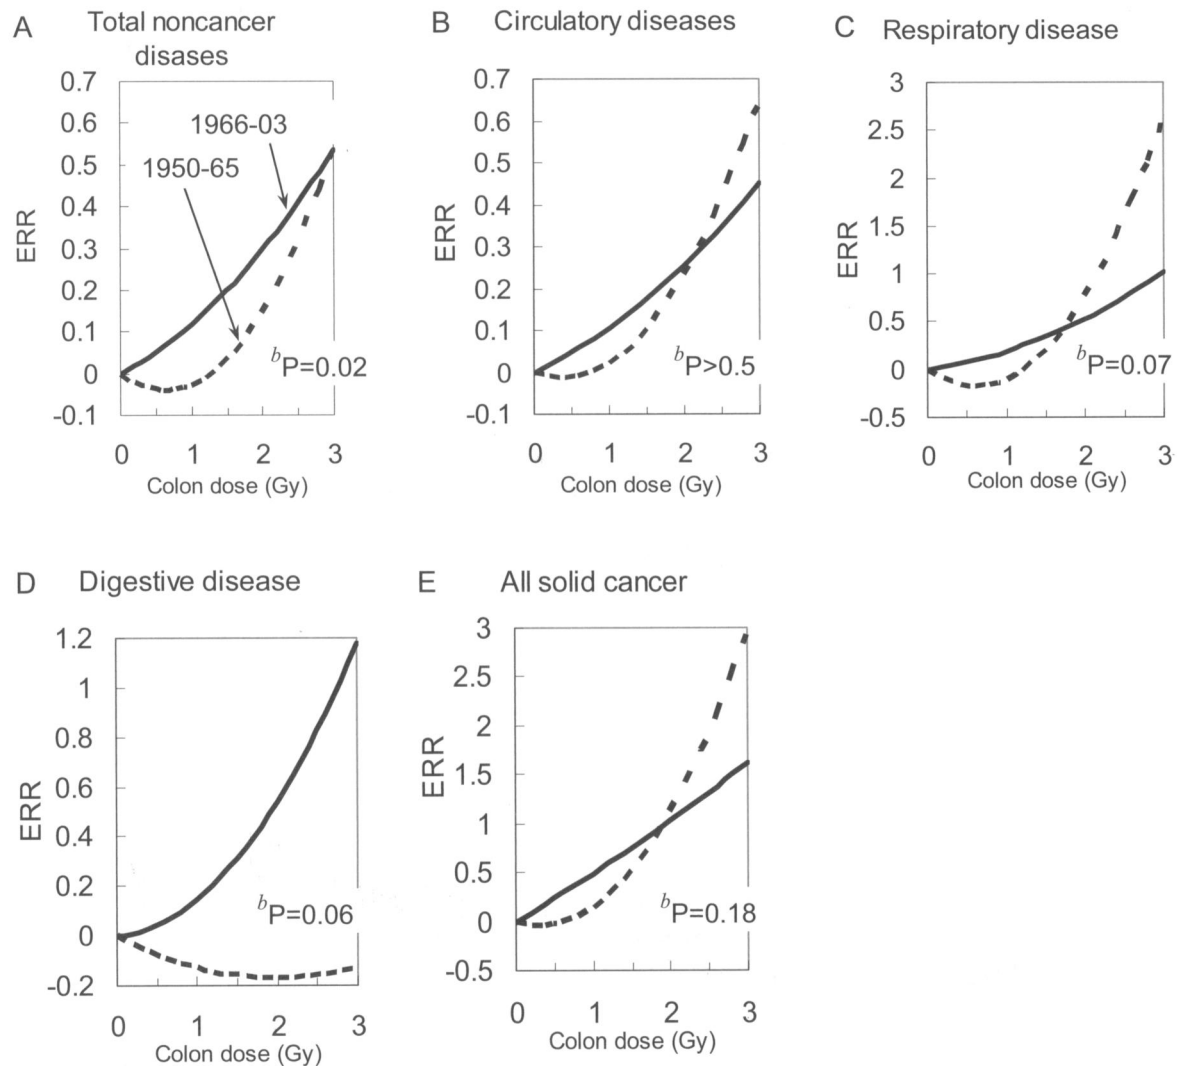 A Total noncancer
disases
ERR
0.7
0.6
0.5
0.4
0.3
0.2
0.1
0
-0.1
1966-03
1950-65
bP=0.02
0 1 2 3
Colon dose (Gy)
B Circulatory diseases
ERR
0.7
0.6
0.5
0.4
0.3
0.2
0.1
0
-0.1
bP>0.5
0 1 2 3
Colon dose (Gy)
C Respiratory disease
ERR
3
2.5
2
1.5
1
0.5
0
-0.5
bP=0.07
0 1 2 3
Colon dose (Gy)
D Digestive disease
ERR
1.2
1
0.8
0.6
0.4
0.2
0
-0.2
bP=0.06
0 1 2 3
Colon dose (Gy)
E All solid cancer
ERR
3
2.5
2
1.5
1
0.5
0
-0.5
bP=0.18
0 1 2 3
Colon dose (Gy)